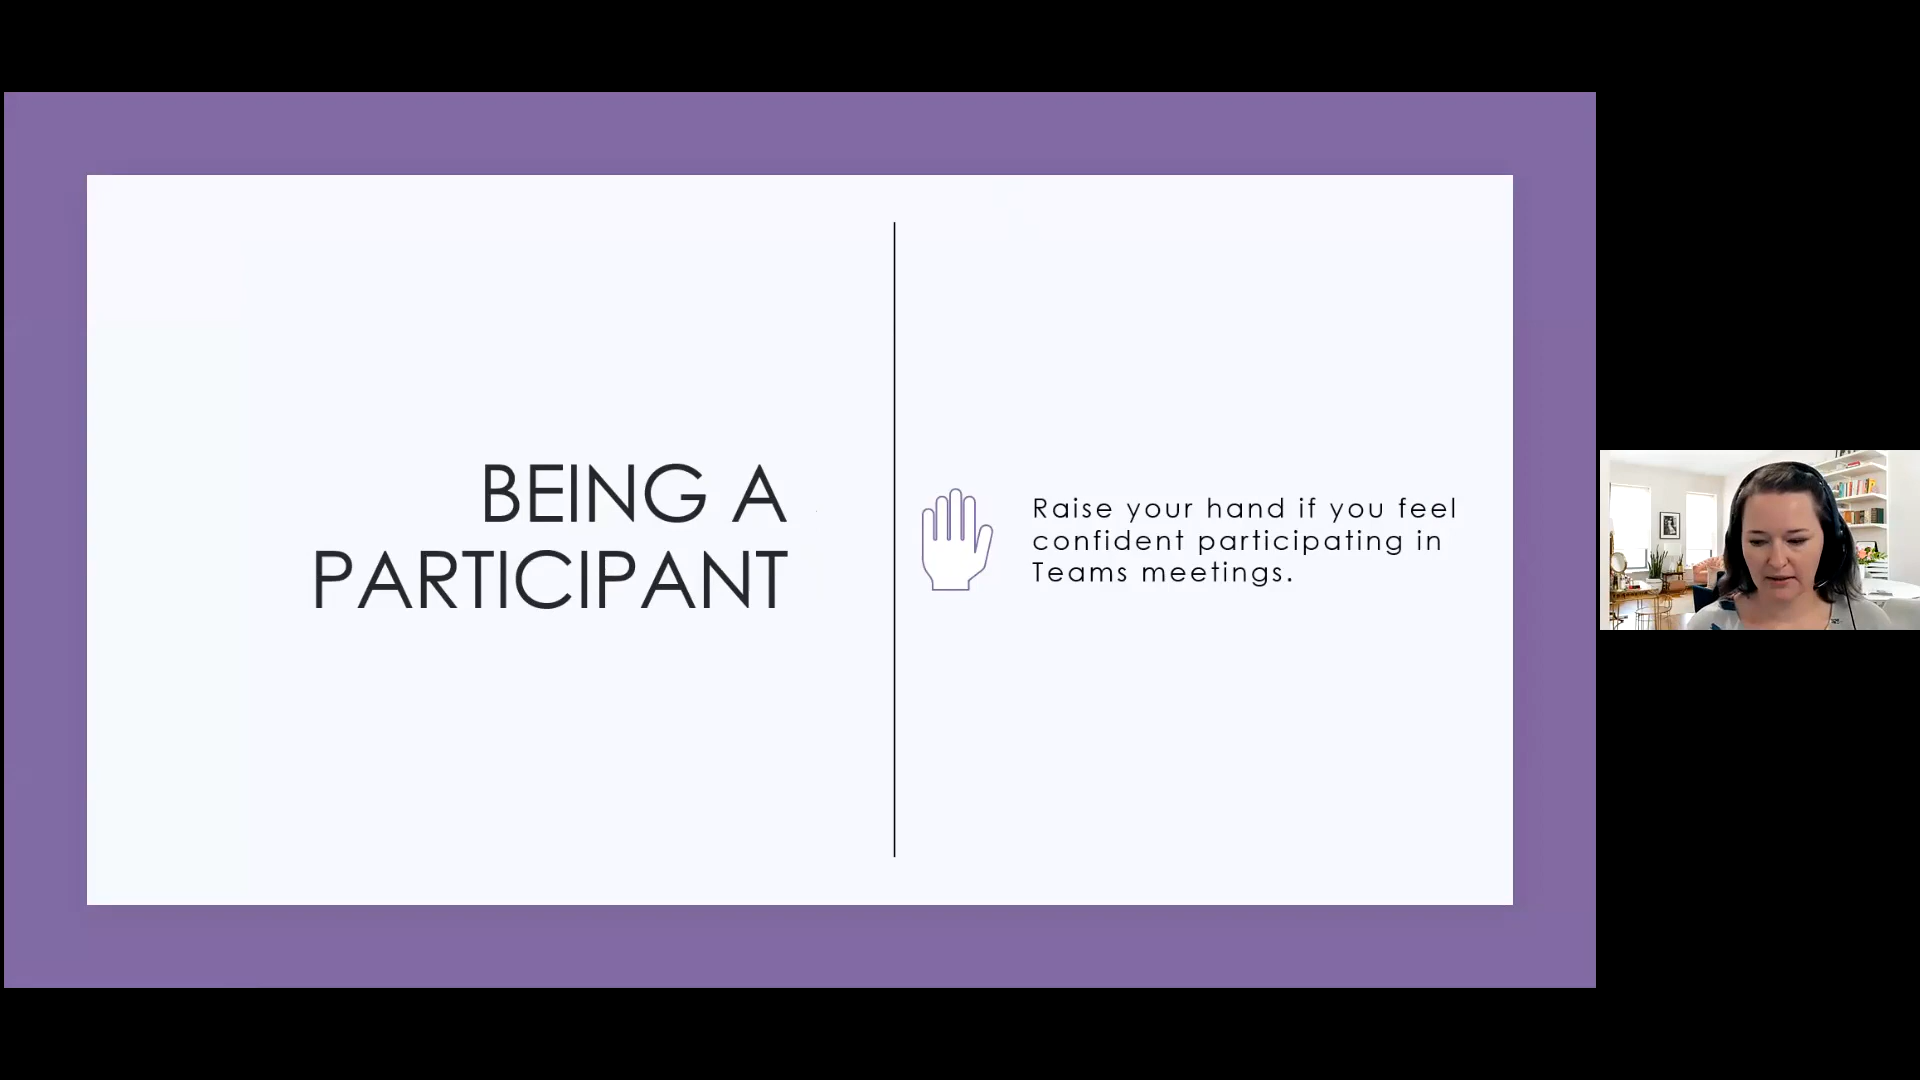 BEING A
PARTICIPANT
Raise your hand if you feel
confident participating in
Teams meetings.